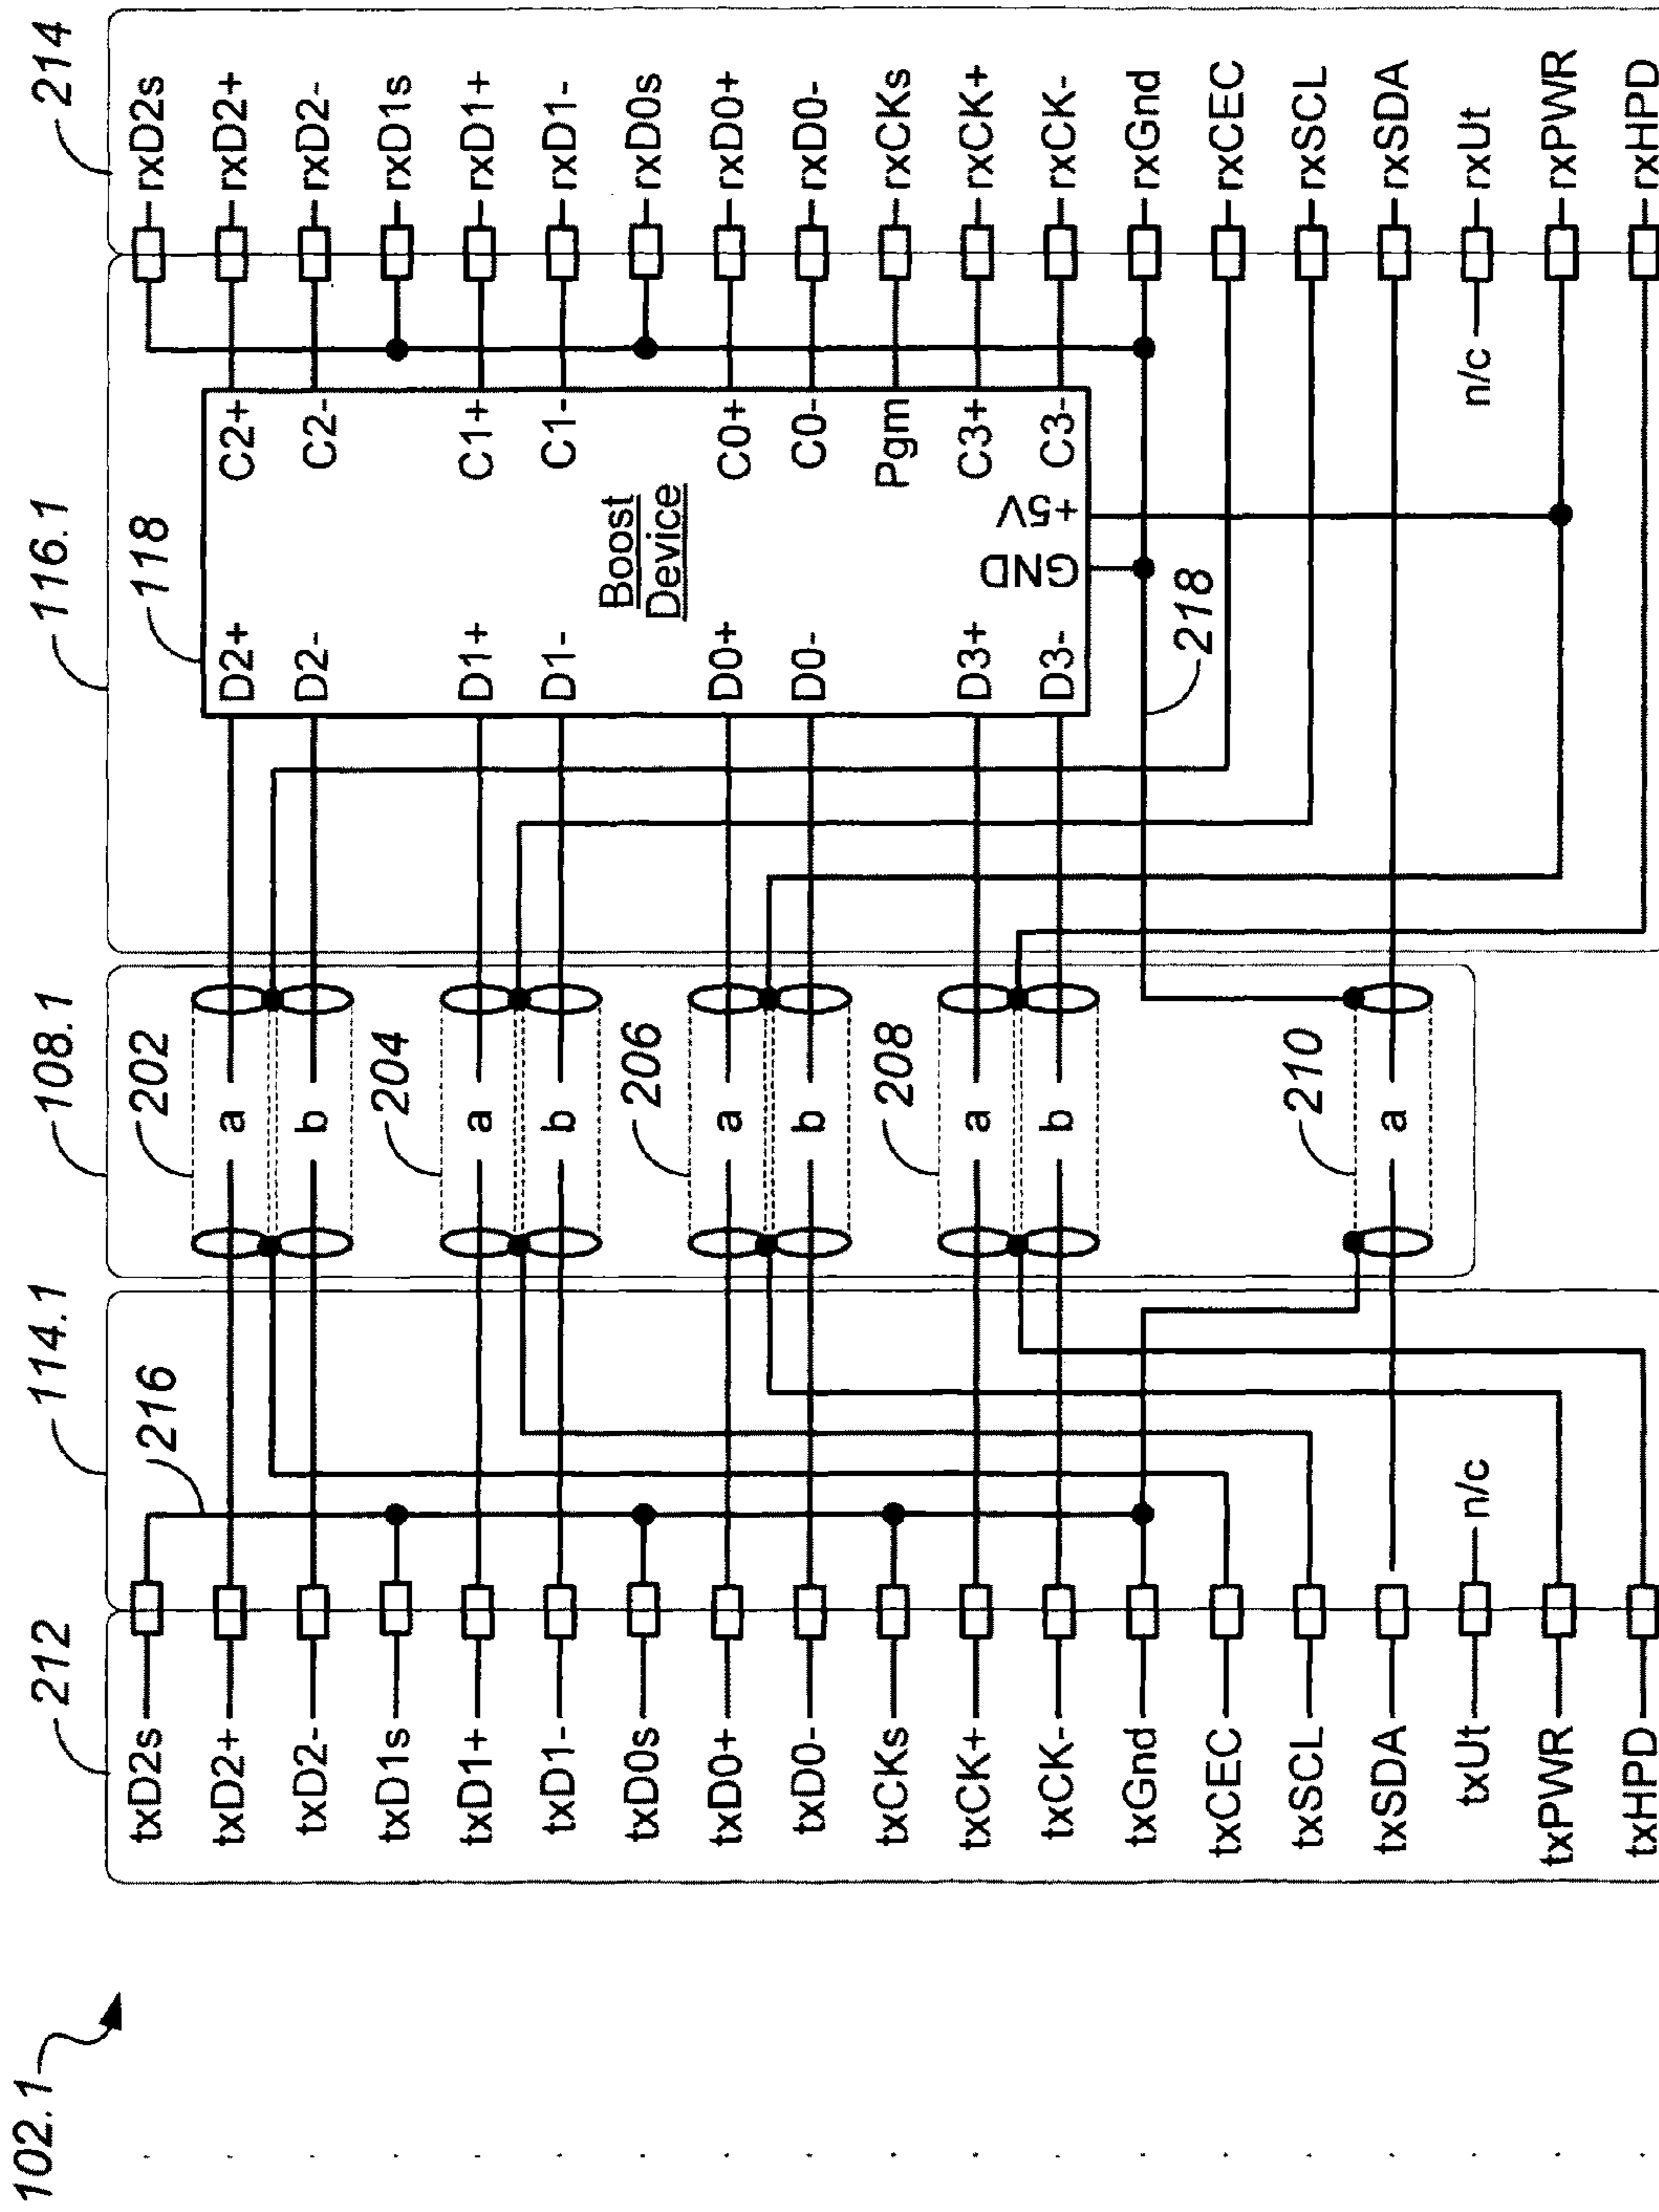 102.1
212
114.1
108.1
116.1
214
216
118
txD2s
rxD2s
txD2+
a
D2+
C2+
rxD2+
202
txD2-
b
D2-
C2-
rxD2-
txD1s
rxD1s
txD1+
a
D1+
C1+
rxD1+
204
txD1-
b
D1-
C1-
rxD1-
Boost
Device
txD0s
rxD0s
txD0+
a
D0+
C0+
rxD0+
206
txD0-
b
D0-
C0-
rxD0-
txCKs
Pgm
rxCKs
txCK+
a
D3+
C3+
rxCK+
208
txCK-
b
D3-
C3-
rxCK-
GND
+5V
txGnd
218
rxGnd
txCEC
rxCEC
txSCL
210
rxSCL
txSDA
a
rxSDA
txUt
n/c
n/c
rxUt
txPWR
rxPWR
txHPD
rxHPD